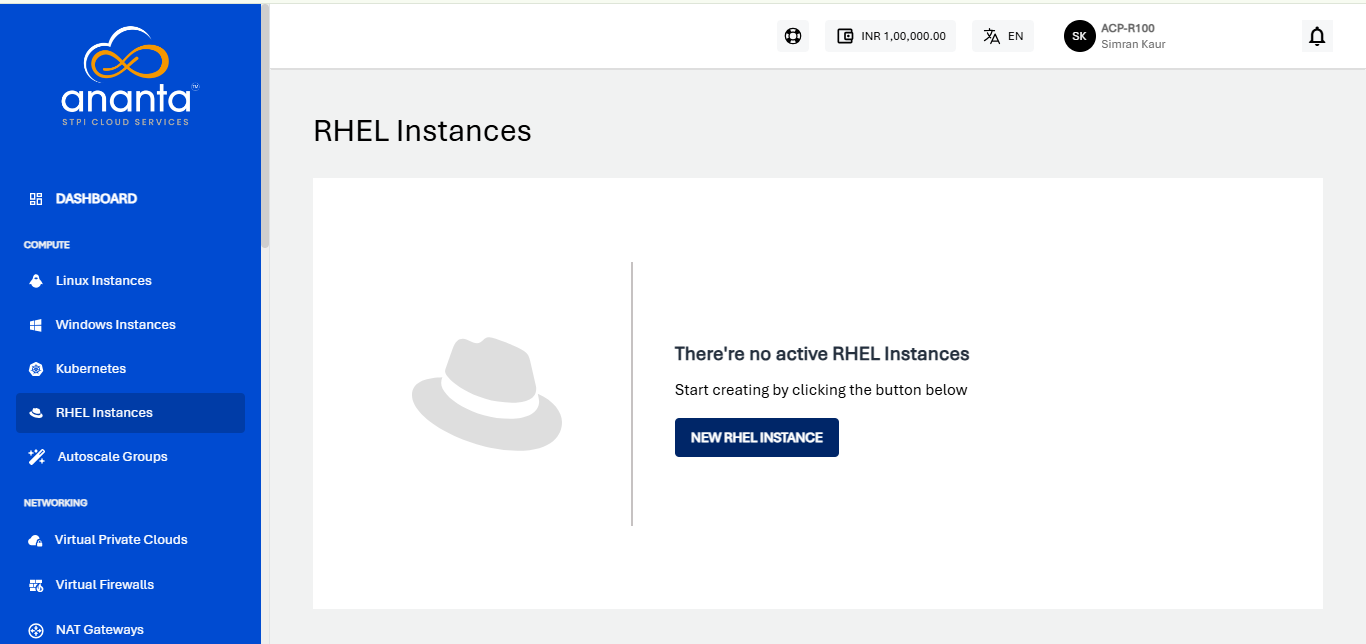 ananta TM
STPI CLOUD SERVICES
DASHBOARD
COMPUTE
Linux Instances
Windows Instances
Kubernetes
RHEL Instances
Autoscale Groups
NETWORKING
Virtual Private Clouds
Virtual Firewalls
NAT Gateways
INR 1,00,000.00
EN
SK
ACP-R100
Simran Kaur
RHEL Instances
There're no active RHEL Instances
Start creating by clicking the button below
NEW RHEL INSTANCE